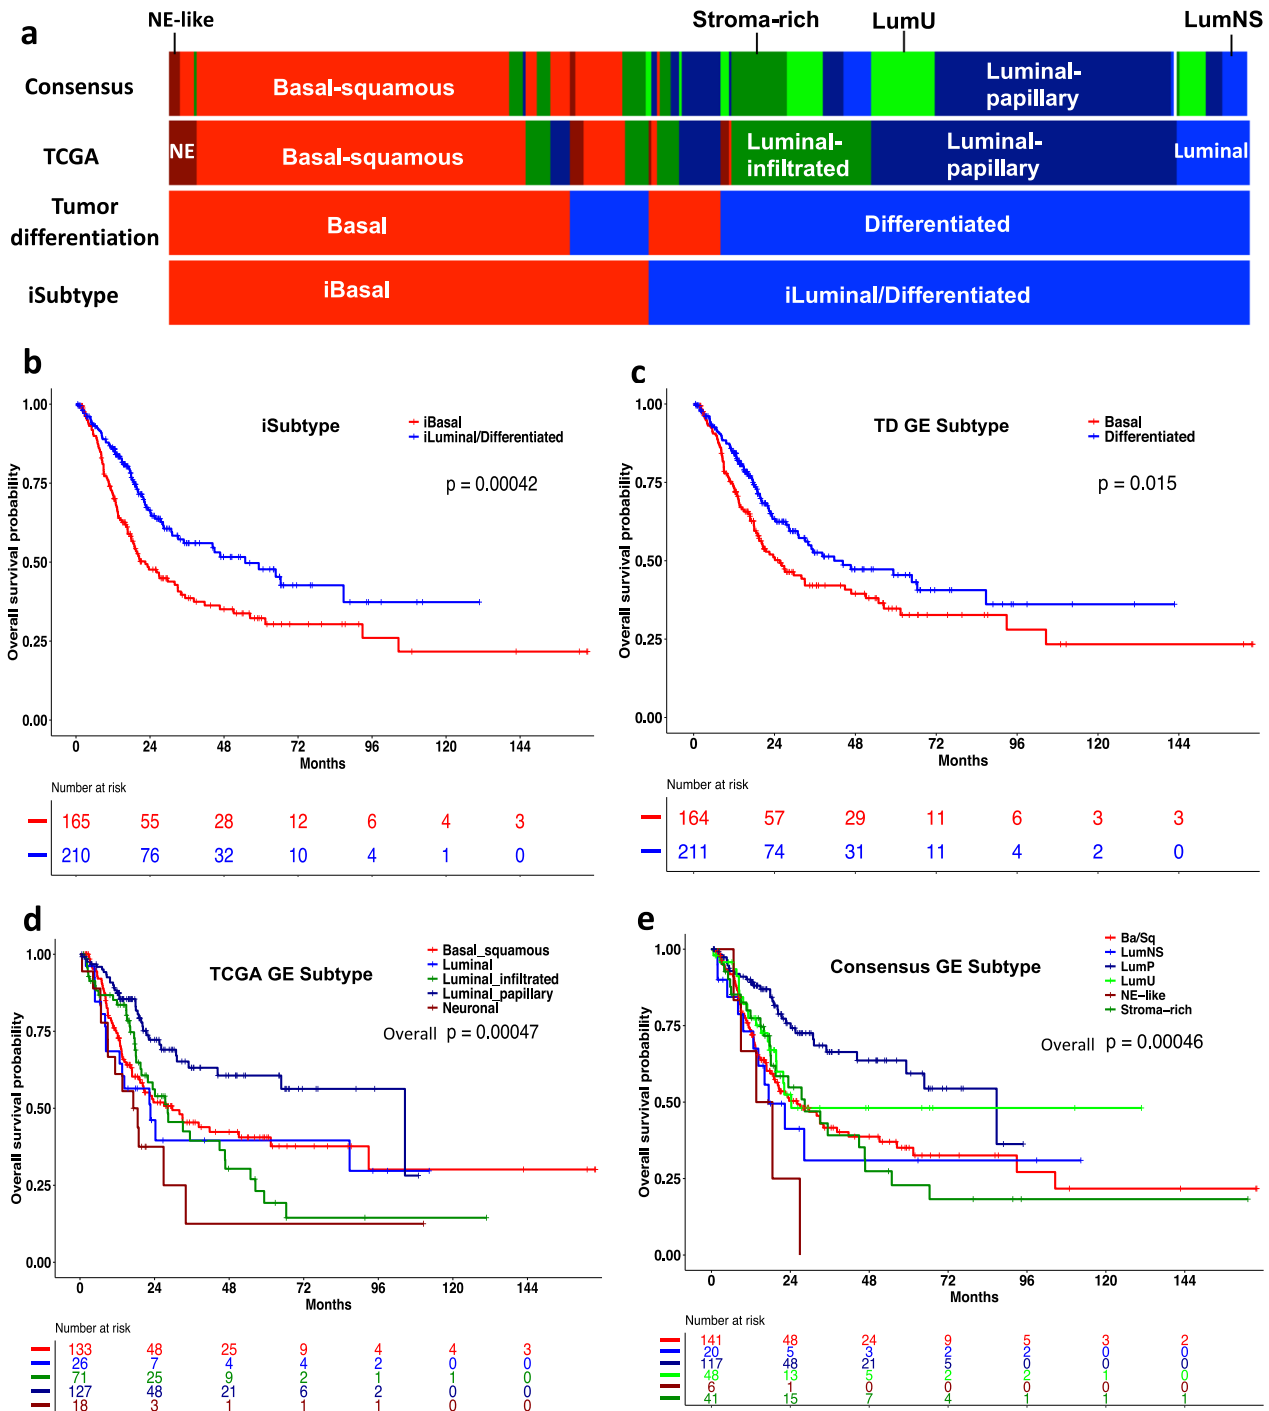 a
NE-like
Stroma-rich
LumU
LumNS
Consensus
Basal-squamous
Luminal-
papillary
TCGA
NE
Basal-squamous
Luminal-
infiltrated
Luminal-
papillary
Luminal
Tumor
differentiation
Basal
Differentiated
iSubtype
iBasal
iLuminal/Differentiated
b
Overall survival probability
1.00
0.75
0.50
0.25
0.00
iSubtype
iBasal
iLuminal/Differentiated
p = 0.00042
0 24 48 72 96 120 144
Months
Number at risk
165 55 28 12 6 4 3
210 76 32 10 4 1 0
c
Overall survival probability
1.00
0.75
0.50
0.25
0.00
TD GE Subtype
Basal
Differentiated
p = 0.015
0 24 48 72 96 120 144
Months
Number at risk
164 57 29 11 6 3 3
211 74 31 11 4 2 0
d
Overall survival probability
1.00
0.75
0.50
0.25
0.00
TCGA GE Subtype
Basal_squamous
Luminal
Luminal_infiltrated
Luminal_papillary
Neuronal
Overall p = 0.00047
0 24 48 72 96 120 144
Months
Number at risk
133 48 25 9 4 4 3
26 7 4 4 2 0 0
71 25 9 2 1 1 0
127 48 21 6 2 0 0
18 3 1 1 1 0 0
e
Overall survival probability
1.00
0.75
0.50
0.25
0.00
Consensus GE Subtype
Ba/Sq
LumNS
LumP
LumU
NE-like
Stroma-rich
Overall p = 0.00046
0 24 48 72 96 120 144
Months
Number at risk
141 48 24 9 5 3 2
20 5 3 2 2 0 0
117 48 21 5 0 0 0
48 13 5 2 2 1 0
6 1 0 0 0 0 0
41 15 7 4 1 1 1